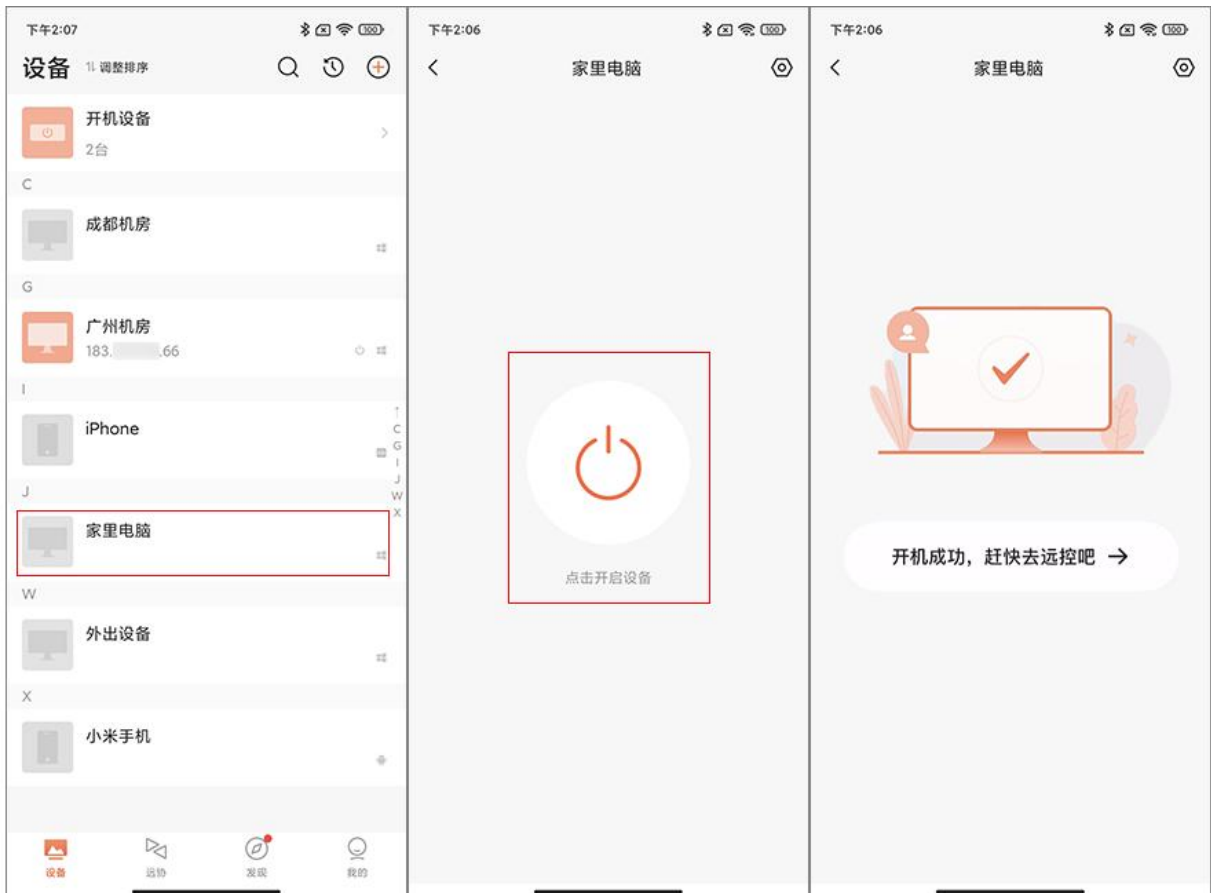 下午2:07
100
设备 调整排序
开机设备
2台
C
成都机房
G
广州机房
183. .66
I
iPhone
C
G
I
J
W
X
J
家里电脑
W
外出设备
X
小米手机
设备 远协 发现 我的
下午2:06
100
家里电脑
点击开启设备
下午2:06
100
家里电脑
开机成功，赶快去远控吧 →